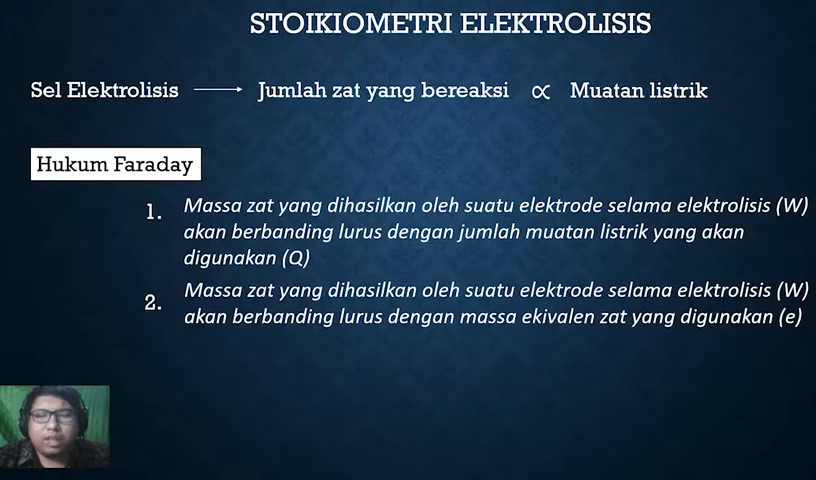 STOIKIOMETRI ELEKTROLISIS
Sel Elektrolisis → Jumlah zat yang bereaksi ∝ Muatan listrik
Hukum Faraday
1. Massa zat yang dihasilkan oleh suatu elektrode selama elektrolisis (W)
akan berbanding lurus dengan jumlah muatan listrik yang akan
digunakan (Q)
2. Massa zat yang dihasilkan oleh suatu elektrode selama elektrolisis (W)
akan berbanding lurus dengan massa ekivalen zat yang digunakan (e)